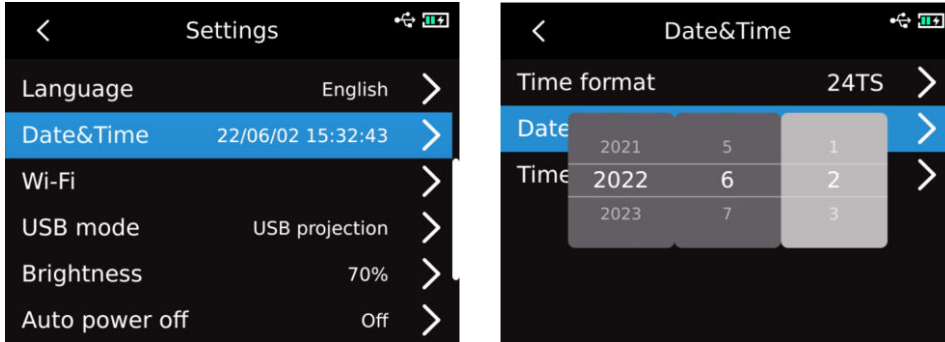 Settings
Language English
Date&Time 22/06/02 15:32:43
Wi-Fi
USB mode USB projection
Brightness 70%
Auto power off Off
Date&Time
Time format 24TS
Date
2021 5 1
Time 2022 6 2
2023 7 3